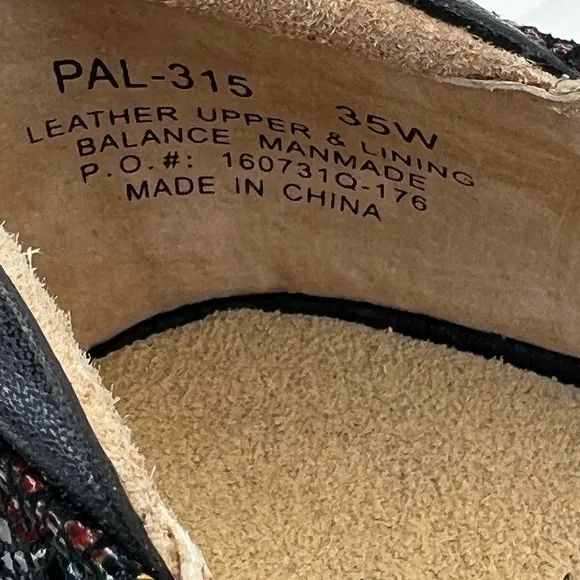 PAL-315 35W
LEATHER UPPER & LINING
BALANCE MANMADE
P.O.#: 160731Q-176
MADE IN CHINA